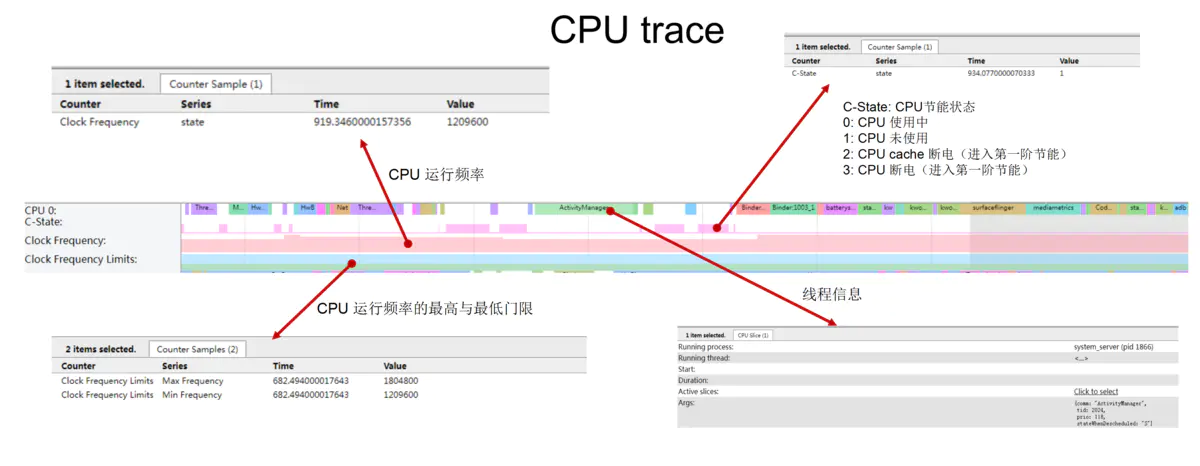 CPU trace
1 item selected. Counter Sample (1)
Counter Series Time Value
C-State state 934.0770000070333 1
1 item selected. Counter Sample (1)
Counter Series Time Value
Clock Frequency state 919.3460000157356 1209600
C-State: CPU节能状态
0: CPU 使用中
1: CPU 未使用
2: CPU cache 断电（进入第一阶节能）
3: CPU 断电（进入第一阶节能）
CPU 运行频率
CPU 0: Thre... M... Hw... HwB Net Thre... ActivityManager Binder... Binder:1003_1 batterys... sta... kw kwo... kwo... surfaceflinger mediametrics Cod... sta... k... adb
C-State:
Clock Frequency:
Clock Frequency Limits:
CPU 运行频率的最高与最低门限
线程信息
2 items selected. Counter Samples (2)
Counter Series Time Value
Clock Frequency Limits Max Frequency 682.494000017643 1804800
Clock Frequency Limits Min Frequency 682.494000017643 1209600
1 item selected. CPU Slice (1)
Running process: system_server (pid 1866)
Running thread: <...>
Start:
Duration:
Active slices: Click to select
Args: {comm: "ActivityManager",
tid: 2024,
prio: 118,
stateWhenDescheduled: "S"}